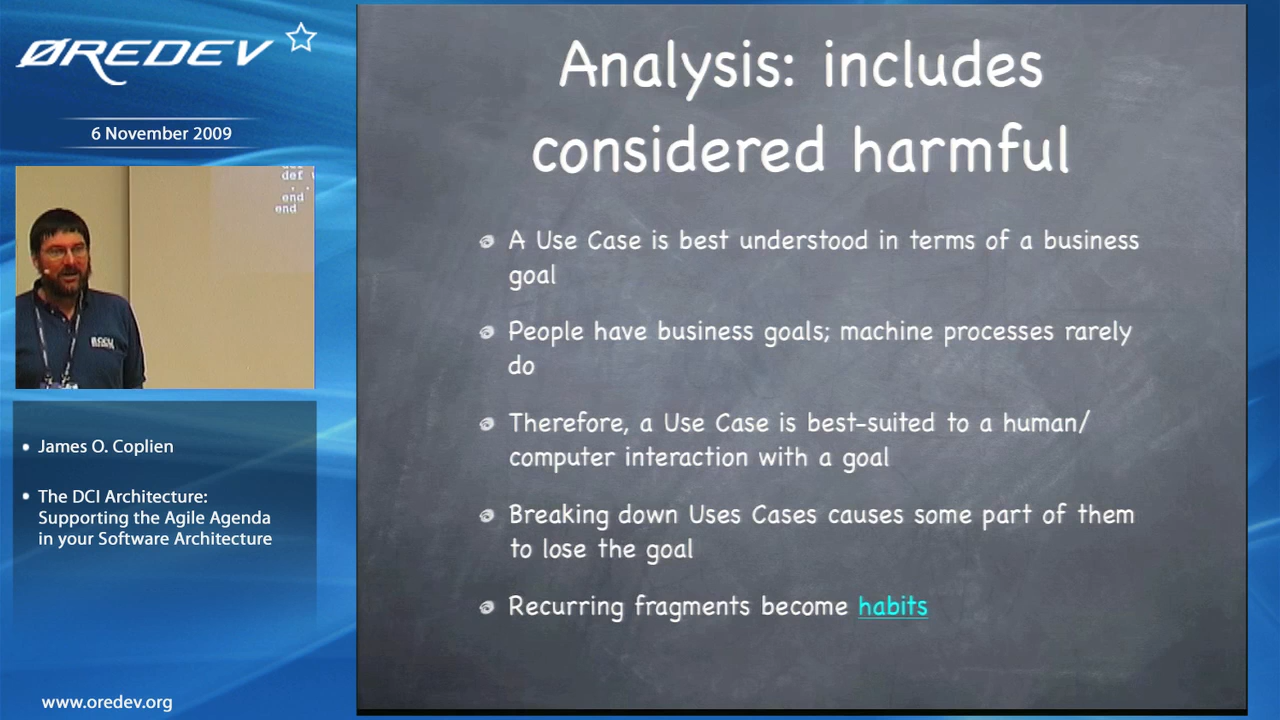 ØREDEV
6 November 2009
def
end
end
James O. Coplien
The DCI Architecture:
Supporting the Agile Agenda
in your Software Architecture
www.oredev.org
Analysis: includes
considered harmful
A Use Case is best understood in terms of a business
goal
People have business goals; machine processes rarely
do
Therefore, a Use Case is best-suited to a human/
computer interaction with a goal
Breaking down Uses Cases causes some part of them
to lose the goal
Recurring fragments become habits